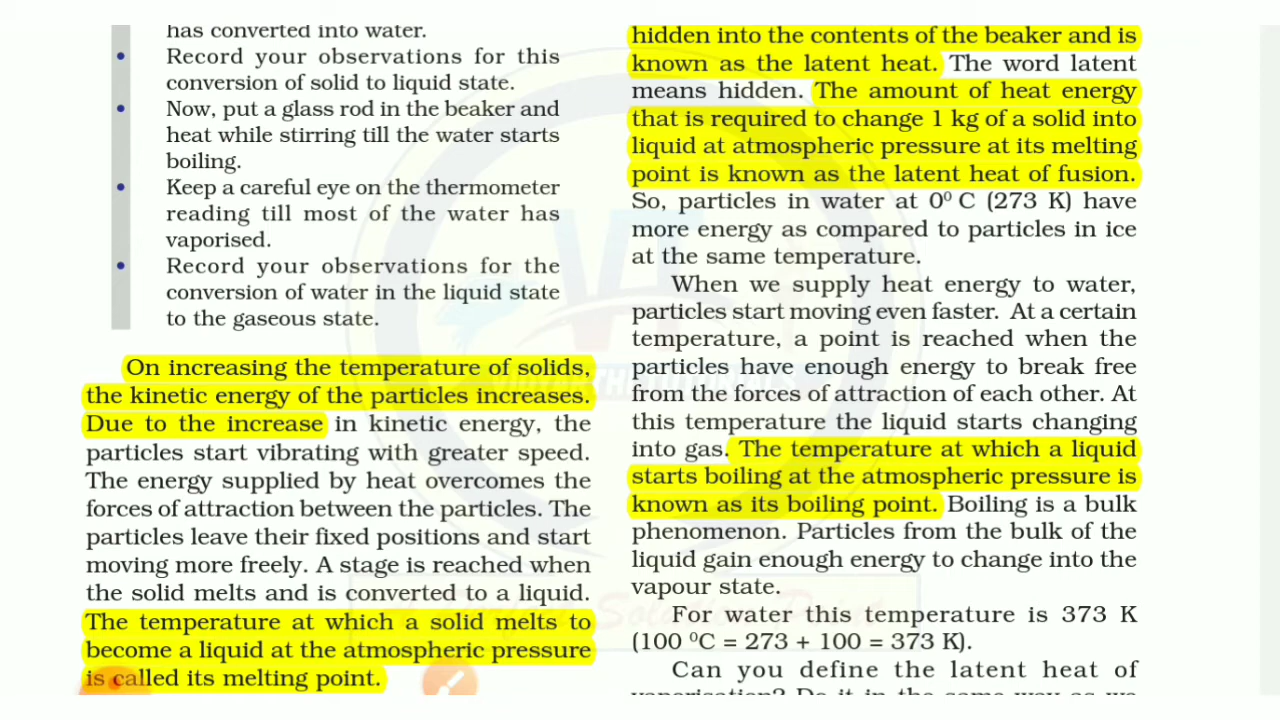 has converted into water.
• Record your observations for this
conversion of solid to liquid state.
• Now, put a glass rod in the beaker and
heat while stirring till the water starts
boiling.
• Keep a careful eye on the thermometer
reading till most of the water has
vaporised.
• Record your observations for the
conversion of water in the liquid state
to the gaseous state.
On increasing the temperature of solids,
the kinetic energy of the particles increases.
Due to the increase in kinetic energy, the
particles start vibrating with greater speed.
The energy supplied by heat overcomes the
forces of attraction between the particles. The
particles leave their fixed positions and start
moving more freely. A stage is reached when
the solid melts and is converted to a liquid.
The temperature at which a solid melts to
become a liquid at the atmospheric pressure
is called its melting point.
hidden into the contents of the beaker and is
known as the latent heat. The word latent
means hidden. The amount of heat energy
that is required to change 1 kg of a solid into
liquid at atmospheric pressure at its melting
point is known as the latent heat of fusion.
So, particles in water at 0⁰ C (273 K) have
more energy as compared to particles in ice
at the same temperature.
When we supply heat energy to water,
particles start moving even faster. At a certain
temperature, a point is reached when the
particles have enough energy to break free
from the forces of attraction of each other. At
this temperature the liquid starts changing
into gas. The temperature at which a liquid
starts boiling at the atmospheric pressure is
known as its boiling point. Boiling is a bulk
phenomenon. Particles from the bulk of the
liquid gain enough energy to change into the
vapour state.
For water this temperature is 373 K
(100 ⁰C = 273 + 100 = 373 K).
Can you define the latent heat of
vaporisation? Do it in the same way as we